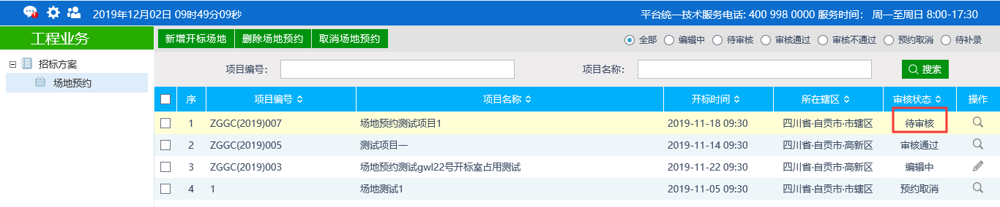 2019年12月02日 09时49分09秒
平台统一技术服务电话: 400 998 0000 服务时间： 周一至周日 8:00-17:30
工程业务
新增开标场地 删除场地预约 取消场地预约
全部 编辑中 待审核 审核通过 审核不通过 预约取消 待补录
招标方案
场地预约
项目编号： 项目名称： 搜索
序 项目编号 项目名称 开标时间 所在辖区 审核状态 操作
1 ZGGC(2019)007 场地预约测试项目1 2019-11-18 09:30 四川省·自贡市·市辖区 待审核
2 ZGGC(2019)005 测试项目一 2019-11-14 09:30 四川省·自贡市·高新区 审核通过
3 ZGGC(2019)003 场地预约测试gwl22号开标室占用测试 2019-11-22 09:30 四川省·自贡市·高新区 编辑中
4 1 场地测试1 2019-11-05 09:30 四川省·自贡市·市辖区 预约取消